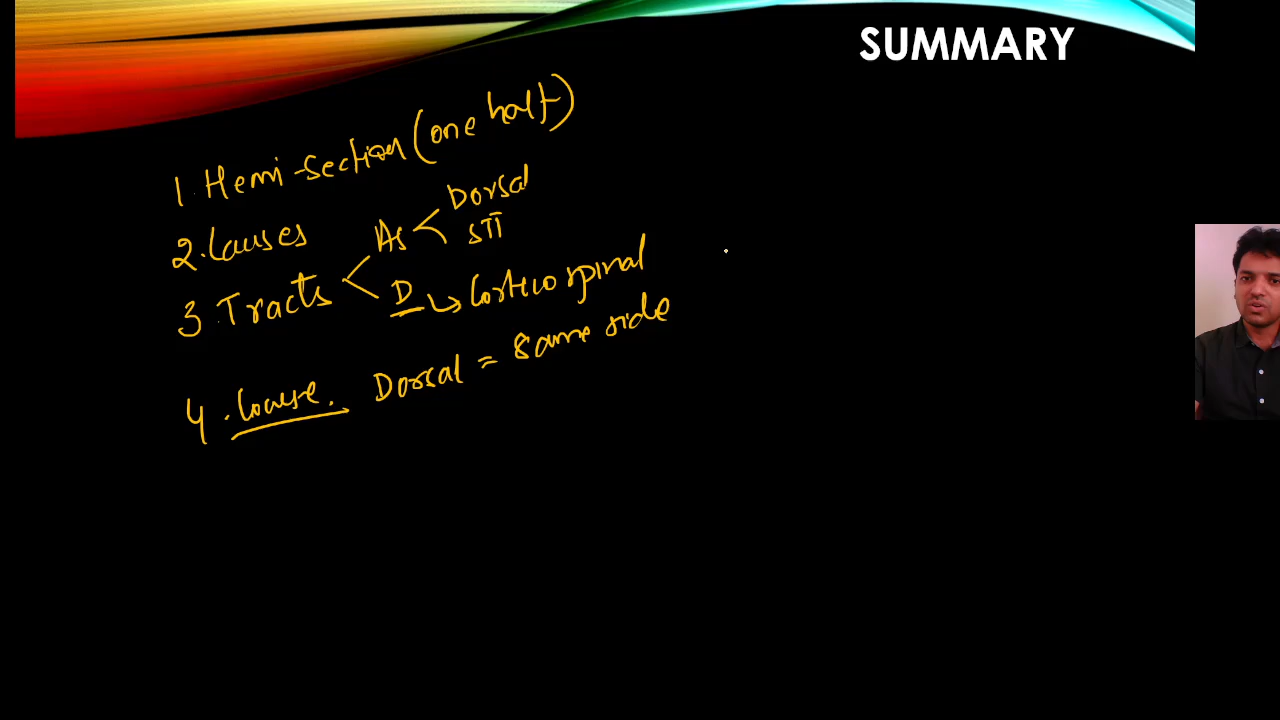 SUMMARY
1. Hemi-section (one half)
2. Causes
3. Tracts < As < Dorsal STT
D ↳ Corticospinal
4. Course. Dorsal = Same side